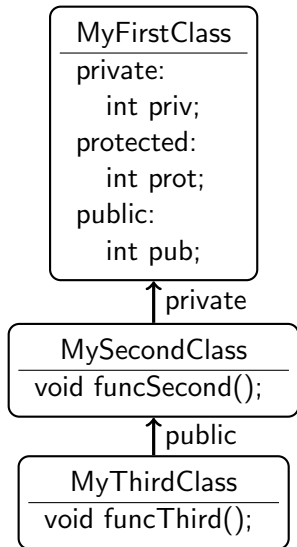 MyFirstClass
private:
int priv;
protected:
int prot;
public:
int pub;
private
MySecondClass
void funcSecond();
public
MyThirdClass
void funcThird();